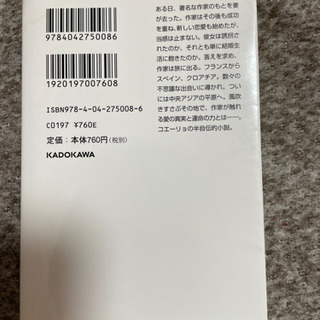 9784042750086
1920197007608
ISBN978-4-04-275008-6
C0197 ¥760E
定価：本体760円(税別)
KADOKAWA
ある日、著名な作家のもとを妻
が去った。作家はその後も成功
を重ね、新しい恋愛も始めたが、
当惑は止まない。彼女は誘拐さ
れたのか、それとも単に結婚生
活に飽きたのか。答えを求め、
作家は旅に出る。フランスから
スペイン、クロアチア。数々の
不思議な出会いに導かれ、つい
には中央アジアの平原へ。風吹
きすさぶその地で、作家が触れ
る愛の真実と運命の力とは――。
コエーリョの半自伝的小説。